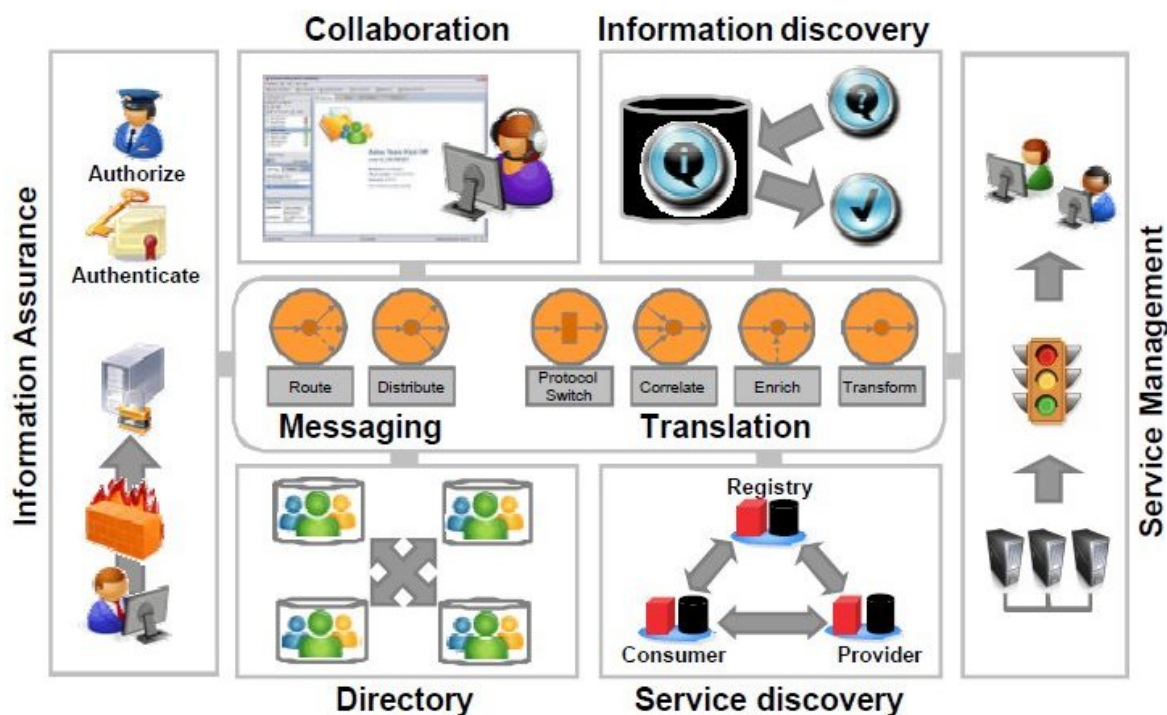 Collaboration
Information discovery
Information Assurance
Authorize
Authenticate
?
i
Service Management
Route
Distribute
Protocol
Switch
Correlate
Enrich
Transform
Messaging
Translation
Registry
Consumer
Provider
Directory
Service discovery